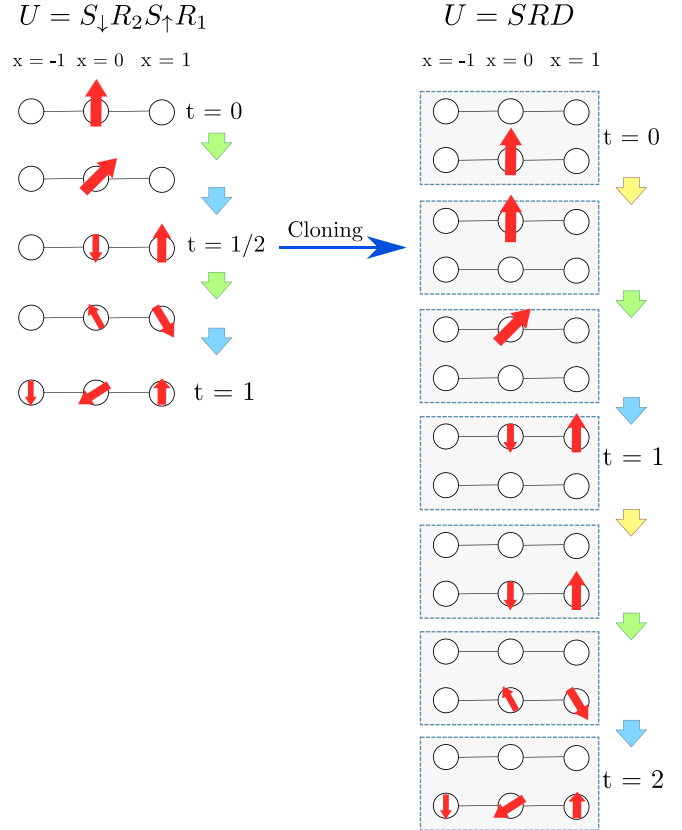 U = S↓R₂S↑R₁
x = -1 x = 0 x = 1
t = 0
t = 1/2
t = 1
Cloning
U = SRD
x = -1 x = 0 x = 1
t = 0
t = 1
t = 2